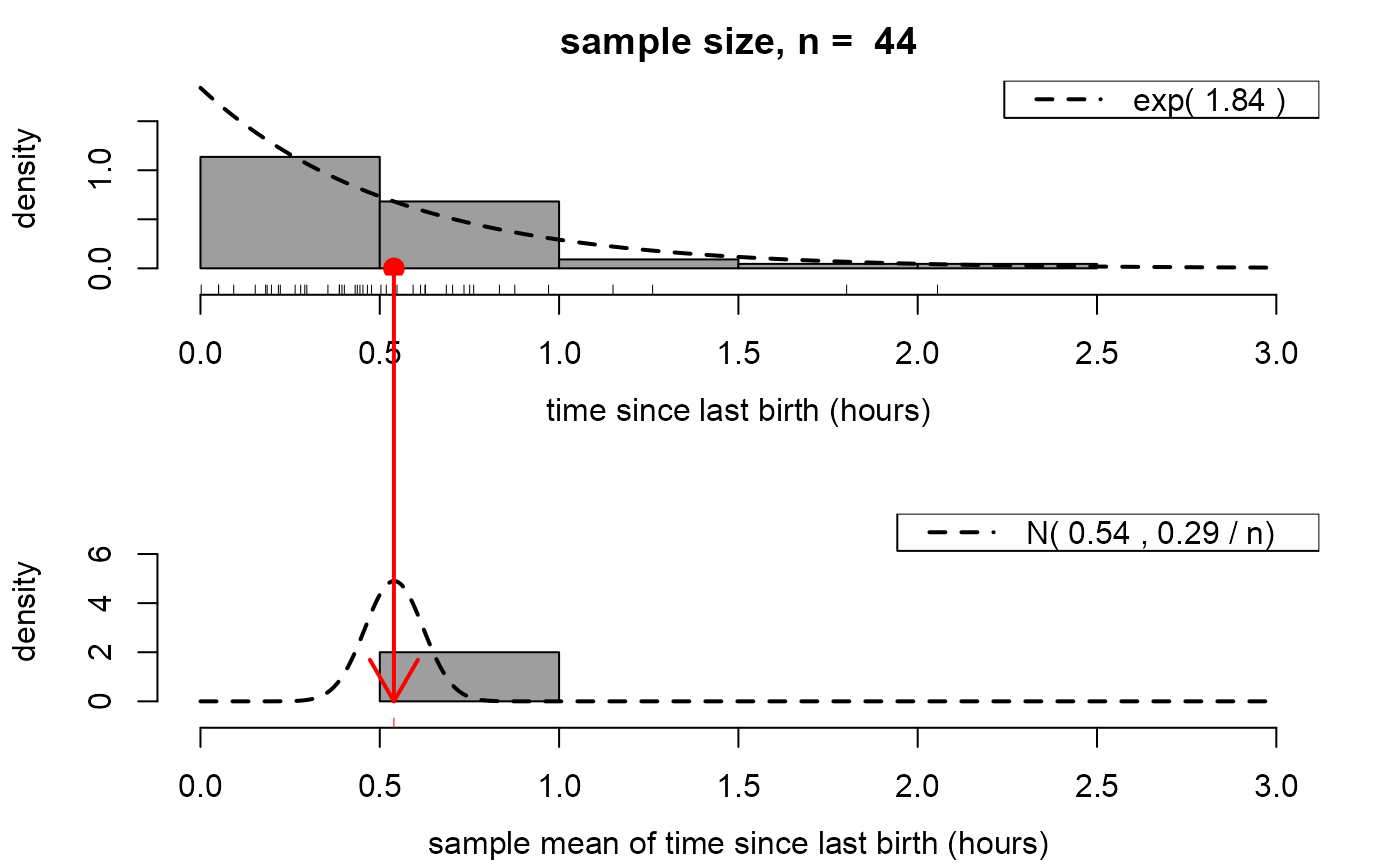 sample size, n =  44
exp( 1.84 )
density
1.0
0.0
0.0 0.5 1.0 1.5 2.0 2.5 3.0
time since last birth (hours)
N( 0.54 , 0.29 / n)
density
6
4
2
0
0.0 0.5 1.0 1.5 2.0 2.5 3.0
sample mean of time since last birth (hours)